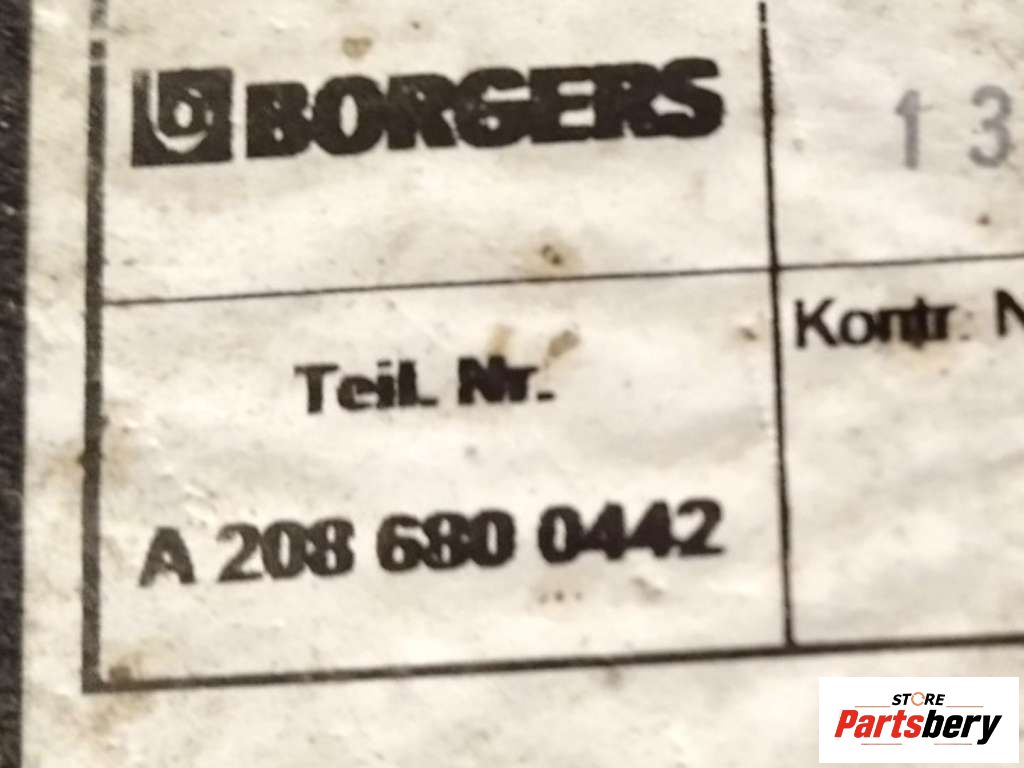 BORGERS
13
Teil. Nr.
Kontr. N
A 208 680 0442
STORE
Partsbery